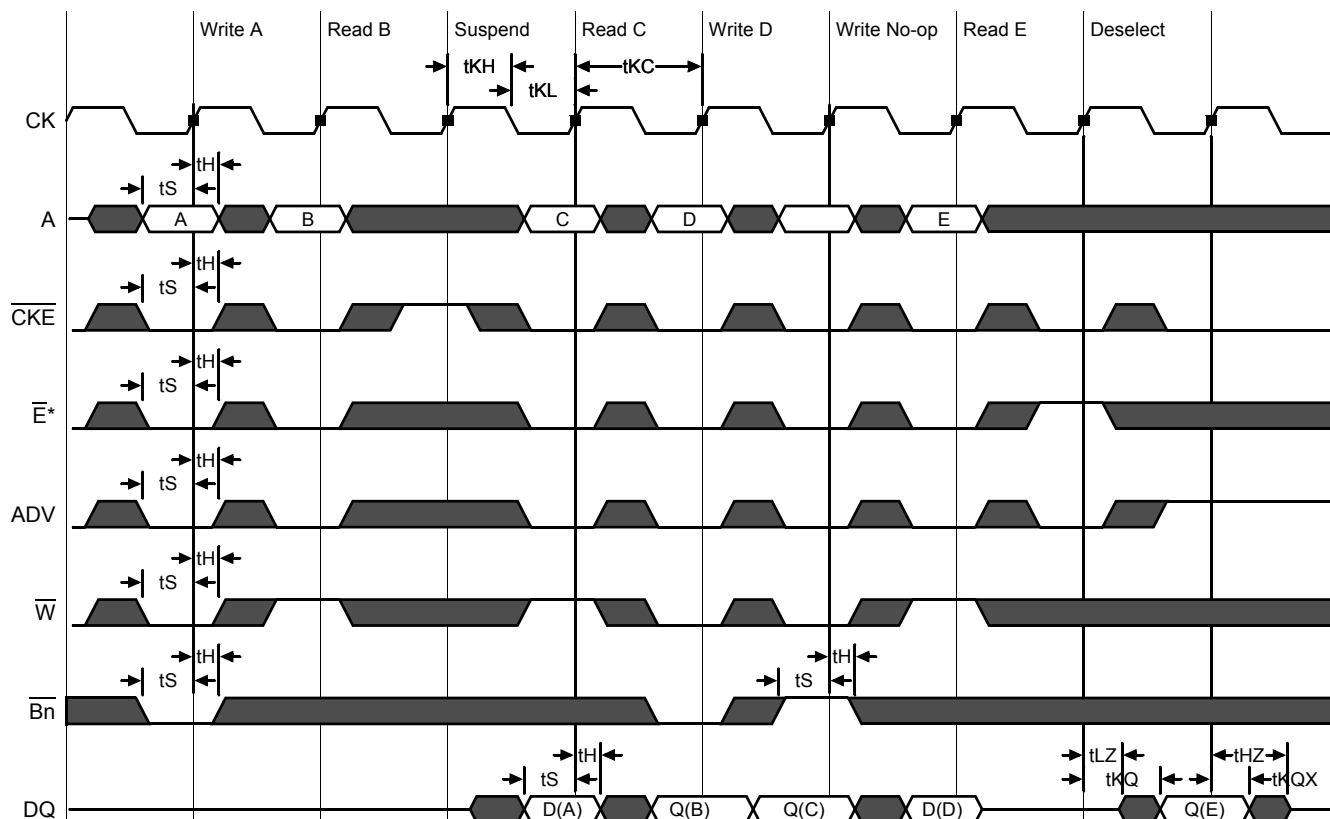 Write A Read B Suspend Read C Write D Write No-op Read E Deselect
tKH tKC
tKL
CK
tH
tS
A A B C D E
tH
tS
CKE
tH
tS
E*
tH
tS
ADV
tH
tS
W
tH tH
tS tS
Bn
tH tLZ tHZ
tS tKQ tKQX
DQ D(A) Q(B) Q(C) D(D) Q(E)